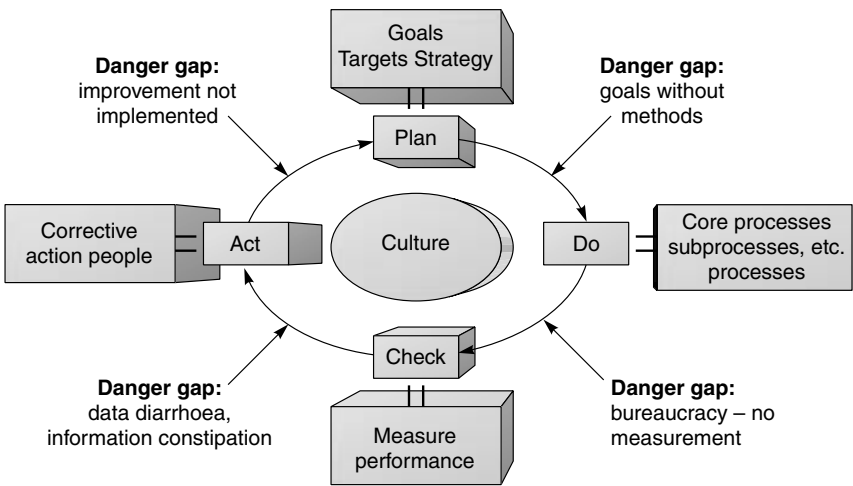 Goals
Targets Strategy
Danger gap:
improvement not
implemented
Danger gap:
goals without
methods
Plan
Corrective
action people
Act
Culture
Do
Core processes
subprocesses, etc.
processes
Check
Danger gap:
data diarrhoea,
information constipation
Danger gap:
bureaucracy – no
measurement
Measure
performance